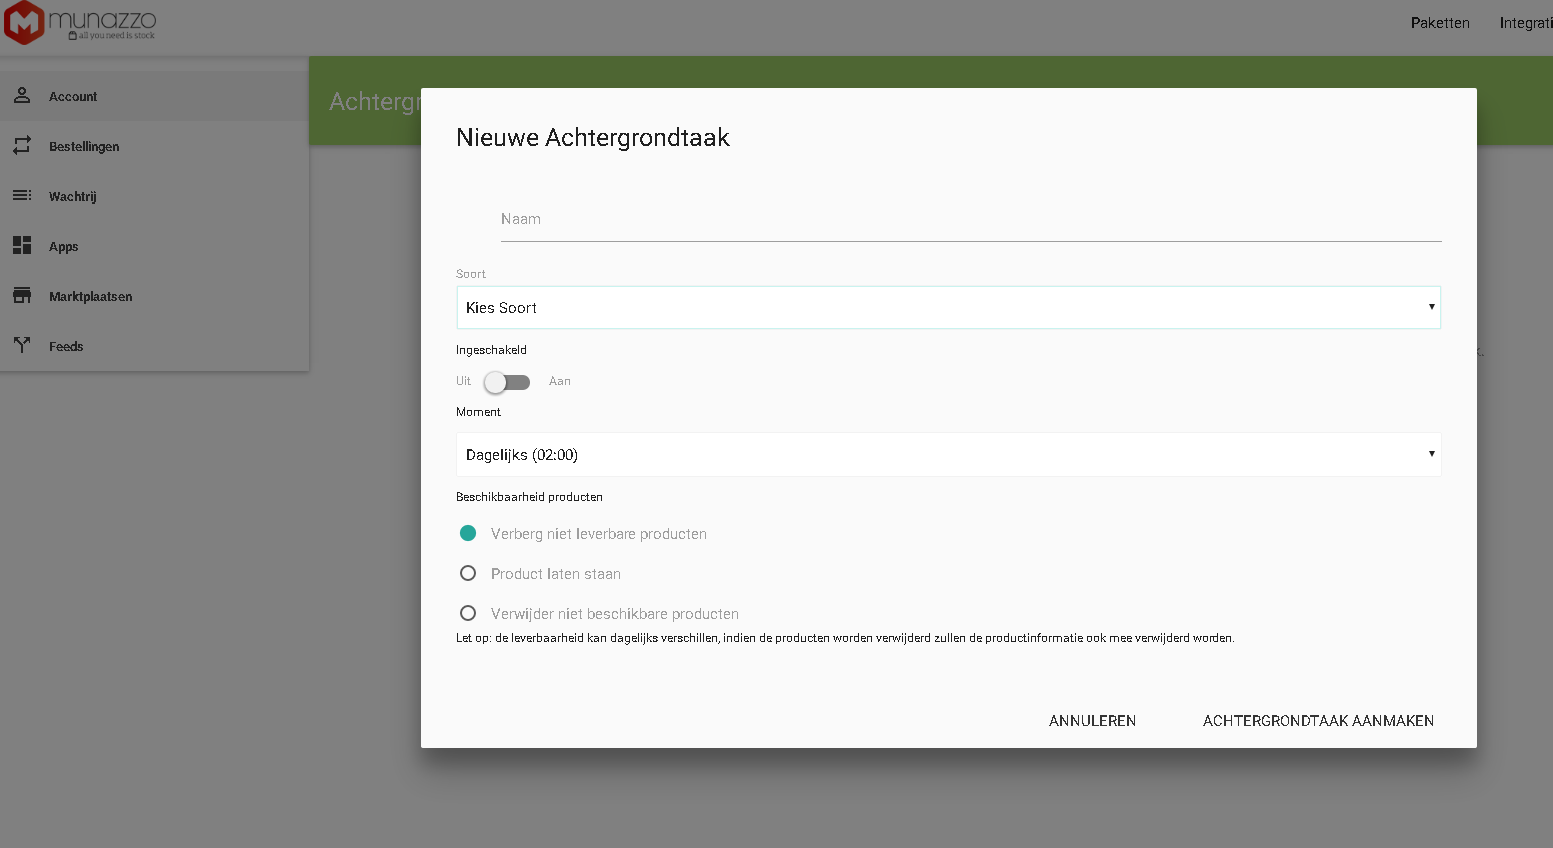 munazzo
all you need is stock
Paketten
Integrati
Account
Bestellingen
Wachtrij
Apps
Marktplaatsen
Feeds
Achtergr
Nieuwe Achtergrondtaak
Naam
Soort
Kies Soort
Ingeschakeld
Uit Aan
Moment
Dagelijks (02:00)
Beschikbaarheid producten
Verberg niet leverbare producten
Product laten staan
Verwijder niet beschikbare producten
Let op: de leverbaarheid kan dagelijks verschillen, indien de producten worden verwijderd zullen de productinformatie ook mee verwijderd worden.
ANNULEREN
ACHTERGRONDTAAK AANMAKEN